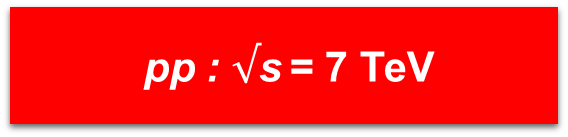 pp : √s = 7 TeV